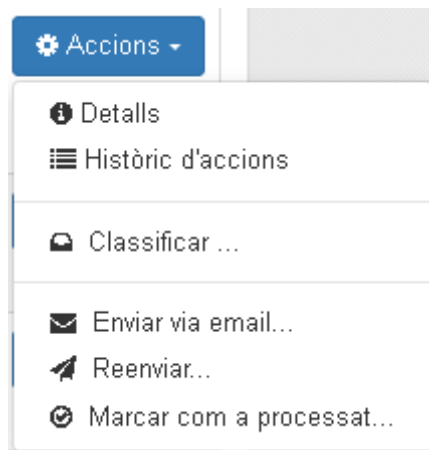 Accions
Detalls
Històric d'accions
Classificar ...
Enviar via email...
Reenviar...
Marcar com a processat...